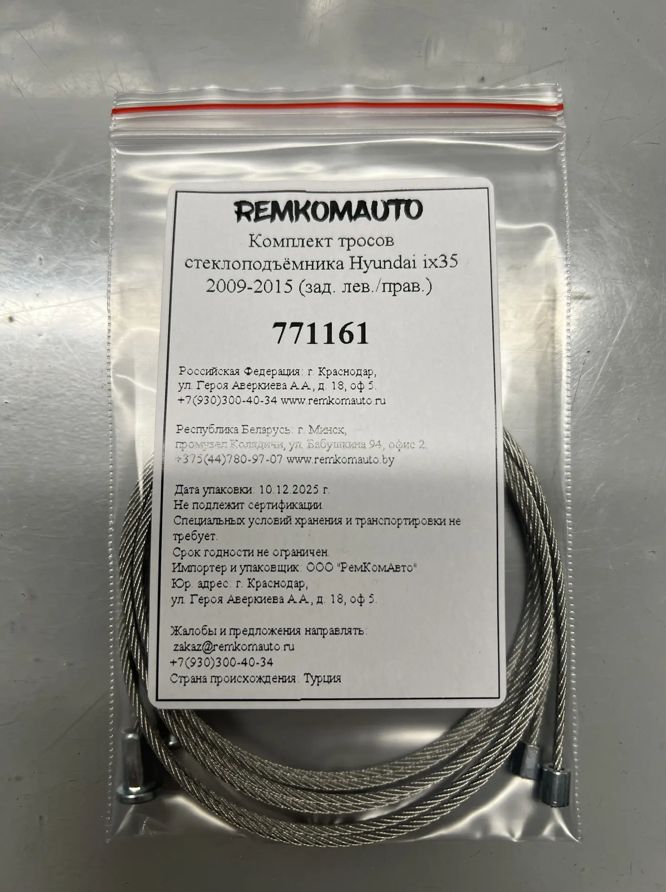 REMKOMAUTO
Комплект тросов
стеклоподъёмника Hyundai ix35
2009-2015 (зад. лев./прав.)
771161
Российская Федерация: г. Краснодар,
ул. Героя Аверкиева А.А., д. 18, оф 5.
+7(930)300-40-34 www.remkomauto.ru
Республика Беларусь: г. Минск,
промузел Колядичи, ул. Бабушкина 94, офис 2.
+375(44)780-97-07 www.remkomauto.by
Дата упаковки: 10.12.2025 г.
Не подлежит сертификации.
Специальных условий хранения и транспортировки не
требует.
Срок годности не ограничен.
Импортер и упаковщик: ООО "РемКомАвто"
Юр. адрес: г. Краснодар,
ул. Героя Аверкиева А.А., д. 18, оф 5.
Жалобы и предложения направлять:
zakaz@remkomauto.ru
+7(930)300-40-34
Страна происхождения: Турция